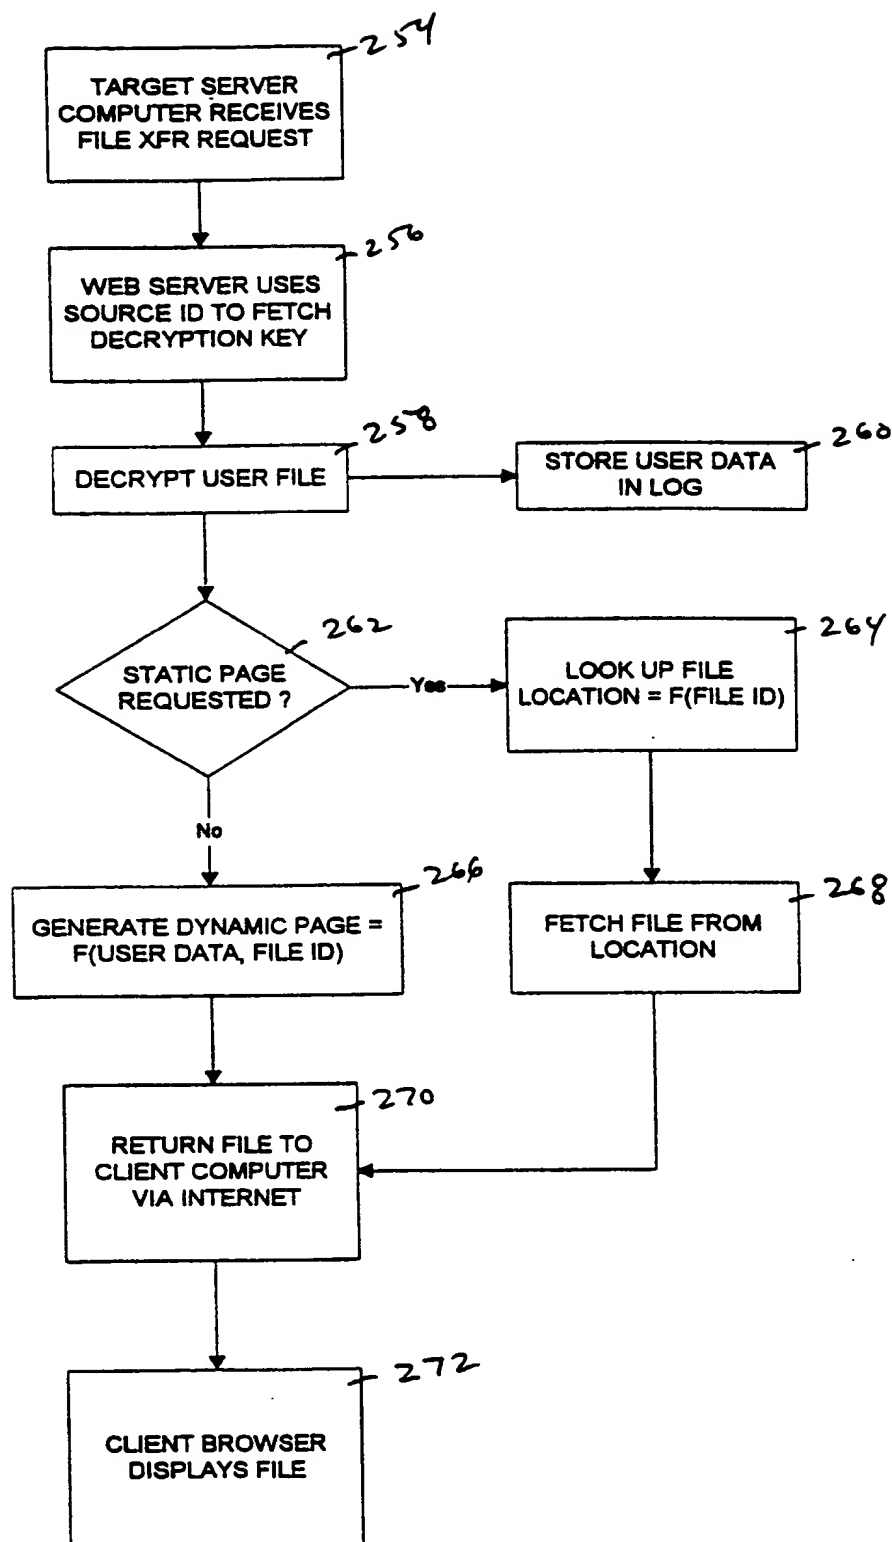 254
TARGET SERVER
COMPUTER RECEIVES
FILE XFR REQUEST
256
WEB SERVER USES
SOURCE ID TO FETCH
DECRYPTION KEY
258
DECRYPT USER FILE
260
STORE USER DATA
IN LOG
262
STATIC PAGE
REQUESTED ?
Yes
264
LOOK UP FILE
LOCATION = F(FILE ID)
No
266
GENERATE DYNAMIC PAGE =
F(USER DATA, FILE ID)
268
FETCH FILE FROM
LOCATION
270
RETURN FILE TO
CLIENT COMPUTER
VIA INTERNET
272
CLIENT BROWSER
DISPLAYS FILE